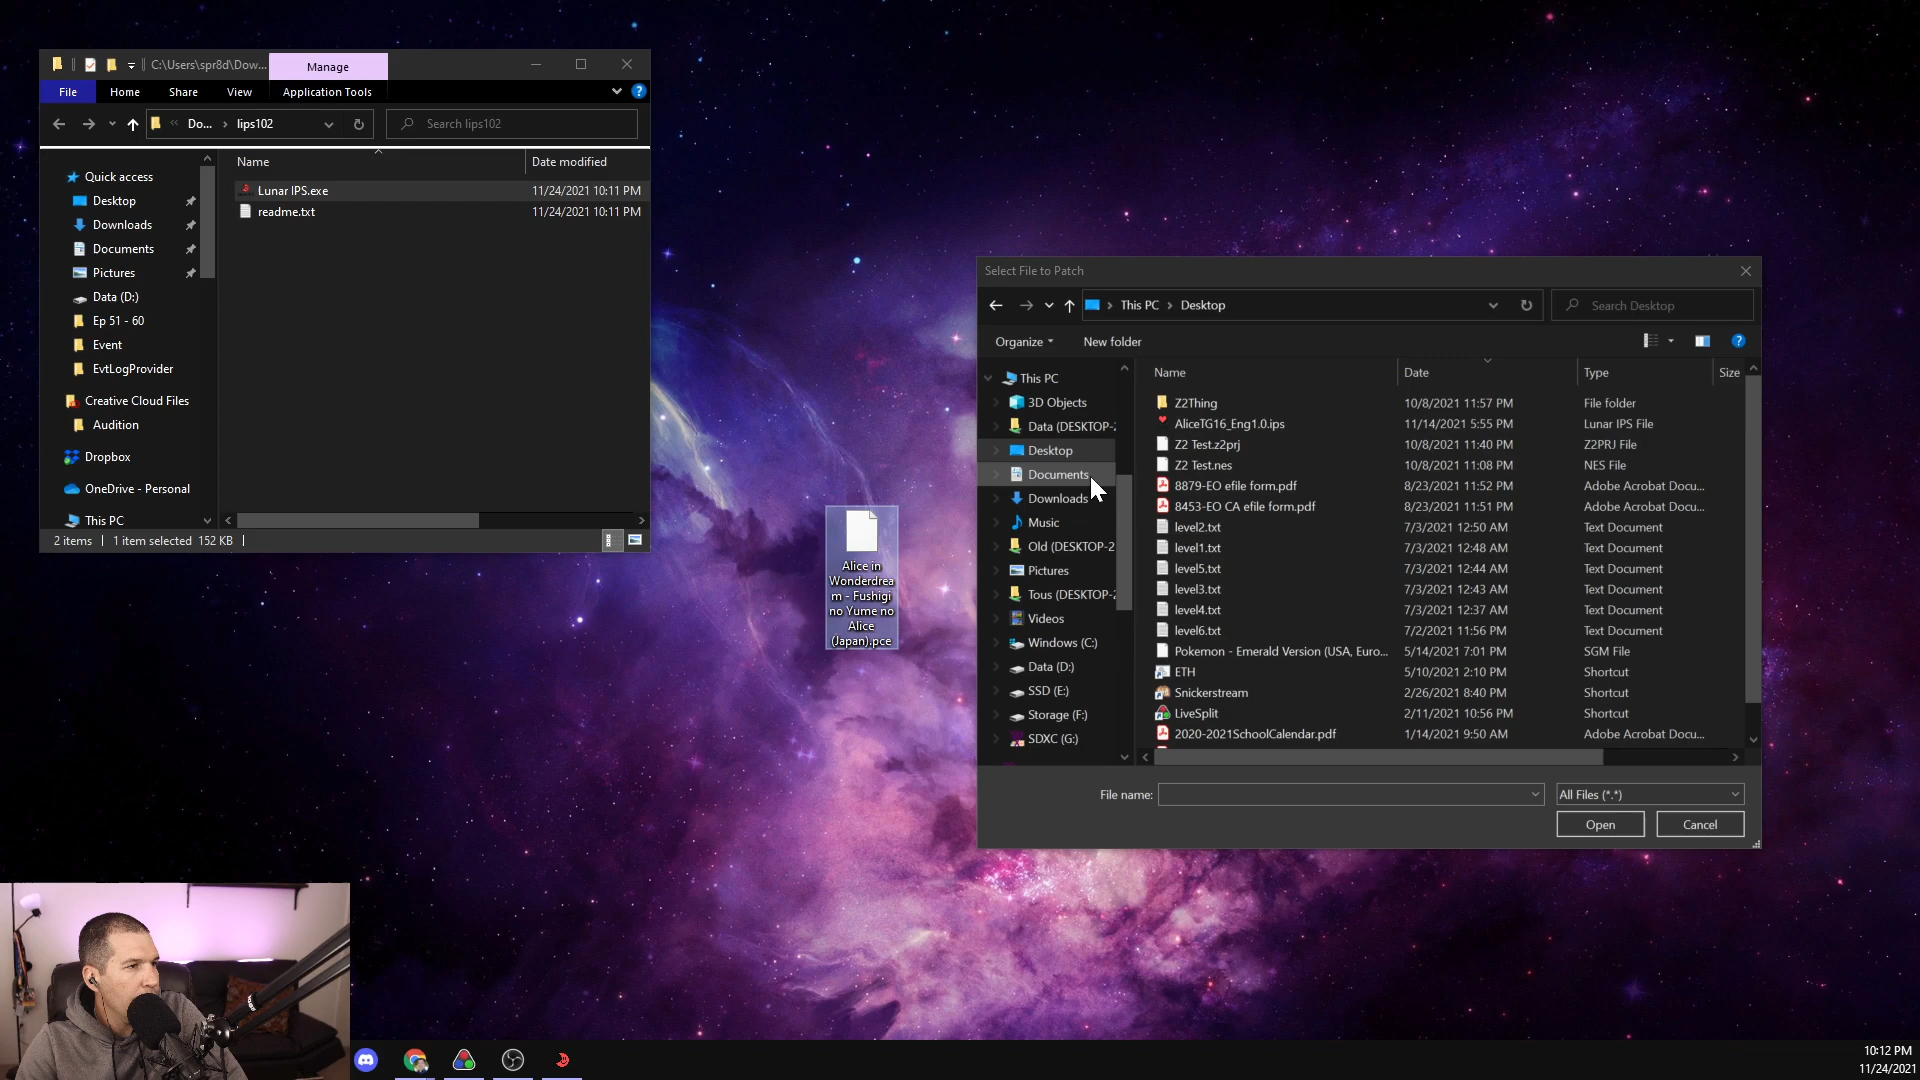 C:\Users\spr8d\Dow...
Manage
File
Home
Share
View
Application Tools
Do...
lips102
Search lips102
Name
Date modified
Quick access
Desktop
Downloads
Documents
Pictures
Data (D:)
Ep 51 - 60
Event
EvtLogProvider
Creative Cloud Files
Audition
Dropbox
OneDrive - Personal
This PC
Lunar IPS.exe 11/24/2021 10:11 PM
readme.txt 11/24/2021 10:11 PM
2 items 1 item selected 152 KB
Alice in
Wonderdrea
m - Fushigi
no Yume no
Alice
(Japan).pce
Select File to Patch
This PC > Desktop
Search Desktop
Organize
New folder
This PC
3D Objects
Data (DESKTOP-2
Desktop
Documents
Downloads
Music
Old (DESKTOP-2
Pictures
Tous (DESKTOP-2
Videos
Windows (C:)
Data (D:)
SSD (E:)
Storage (F:)
SDXC (G:)
Name Date Type Size
Z2Thing 10/8/2021 11:57 PM File folder
AliceTG16_Eng1.0.ips 11/14/2021 5:55 PM Lunar IPS File
Z2 Test.z2prj 10/8/2021 11:40 PM Z2PRJ File
Z2 Test.nes 10/8/2021 11:08 PM NES File
8879-EO efile form.pdf 8/23/2021 11:52 PM Adobe Acrobat Docu...
8453-EO CA efile form.pdf 8/23/2021 11:51 PM Adobe Acrobat Docu...
level2.txt 7/3/2021 12:50 AM Text Document
level1.txt 7/3/2021 12:48 AM Text Document
level5.txt 7/3/2021 12:44 AM Text Document
level3.txt 7/3/2021 12:43 AM Text Document
level4.txt 7/3/2021 12:37 AM Text Document
level6.txt 7/2/2021 11:56 PM Text Document
Pokemon - Emerald Version (USA, Euro... 5/14/2021 7:01 PM SGM File
ETH 5/10/2021 2:10 PM Shortcut
Snickerstream 2/26/2021 8:40 PM Shortcut
LiveSplit 2/11/2021 10:56 PM Shortcut
2020-2021SchoolCalendar.pdf 1/14/2021 9:50 AM Adobe Acrobat Docu...
File name:
All Files (*.*)
Open
Cancel
10:12 PM
11/24/2021